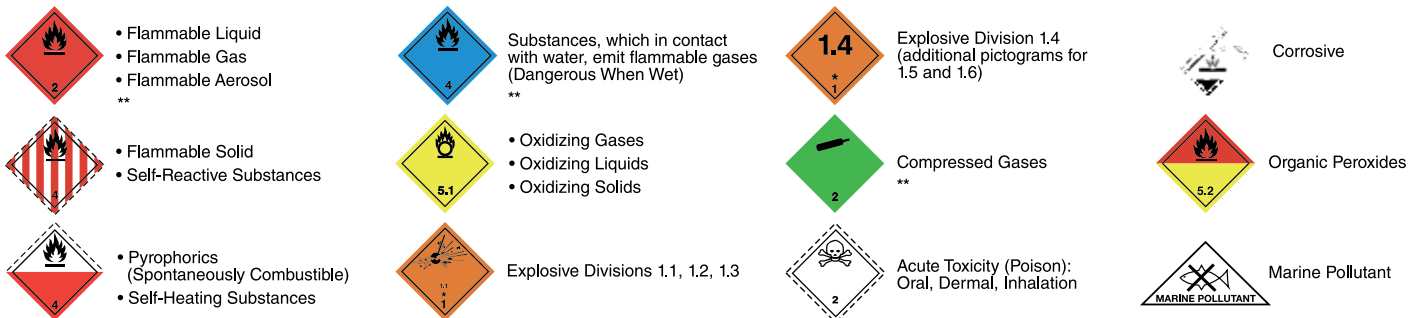 2
• Flammable Liquid
• Flammable Gas
• Flammable Aerosol
**
4
Substances, which in contact
with water, emit flammable gases
(Dangerous When Wet)
**
1.4
*
1
Explosive Division 1.4
(additional pictograms for
1.5 and 1.6)
Corrosive
4
• Flammable Solid
• Self-Reactive Substances
5.1
• Oxidizing Gases
• Oxidizing Liquids
• Oxidizing Solids
2
Compressed Gases
**
5.2
Organic Peroxides
4
• Pyrophorics
(Spontaneously Combustible)
• Self-Heating Substances
1.1
*
1
Explosive Divisions 1.1, 1.2, 1.3
2
Acute Toxicity (Poison):
Oral, Dermal, Inhalation
MARINE POLLUTANT
Marine Pollutant